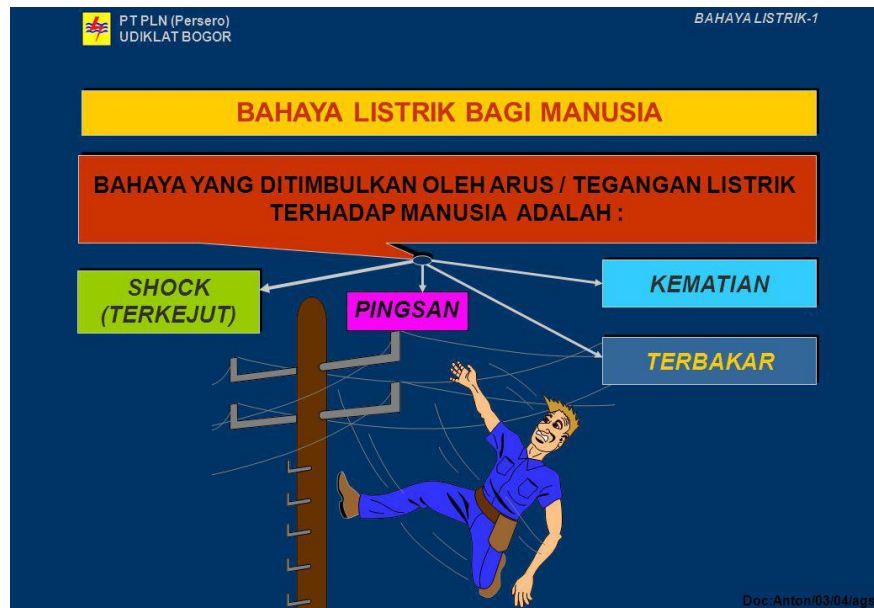 PT PLN (Persero)
UDIKLAT BOGOR
BAHAYA LISTRIK-1
BAHAYA LISTRIK BAGI MANUSIA
BAHAYA YANG DITIMBULKAN OLEH ARUS / TEGANGAN LISTRIK
TERHADAP MANUSIA ADALAH :
SHOCK
(TERKEJUT)
PINGSAN
KEMATIAN
TERBAKAR
Doc:Anton/03/04/ags